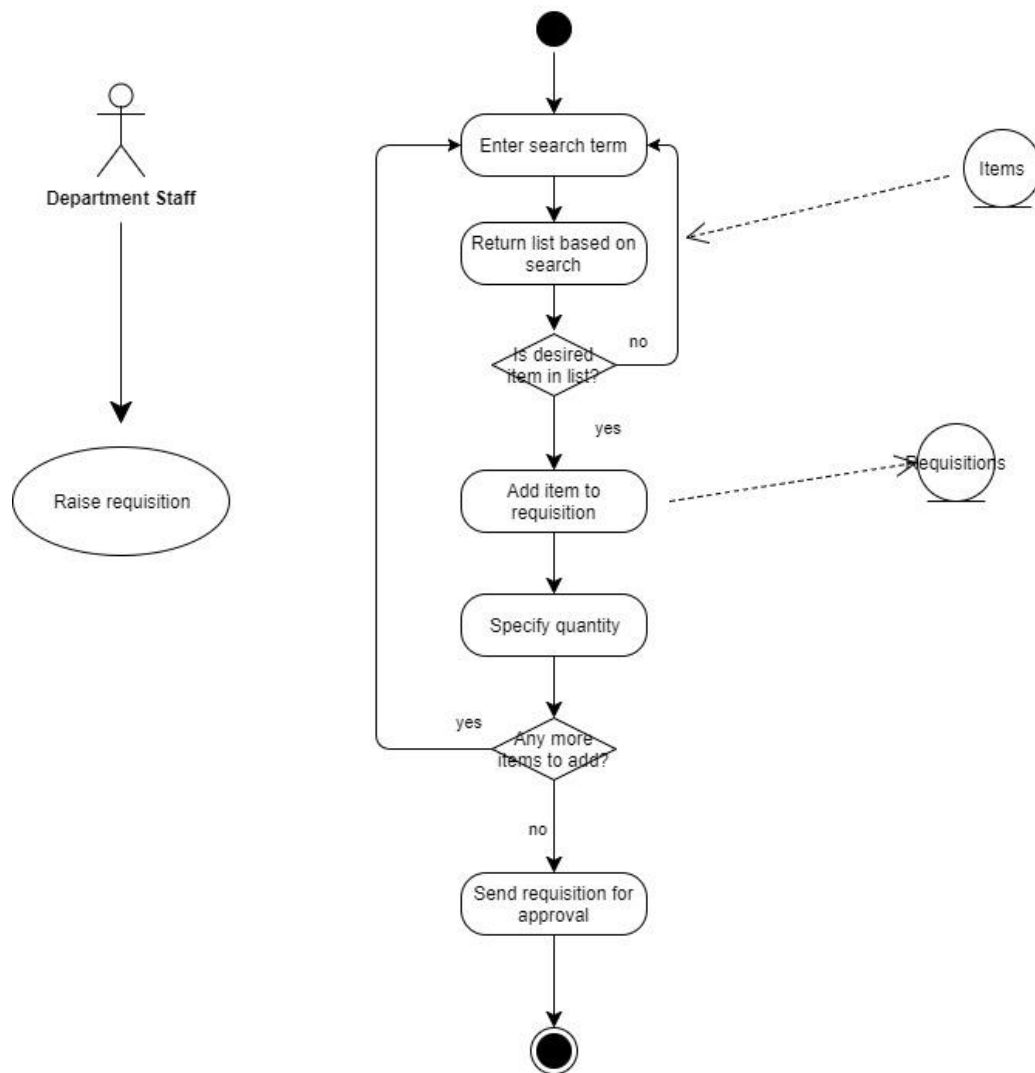 Enter search term
Items
Department Staff
Return list based on
search
no
Is desired
item in list?
yes
Requisitions
Raise requisition
Add item to
requisition
Specify quantity
yes
Any more
items to add?
no
Send requisition for
approval